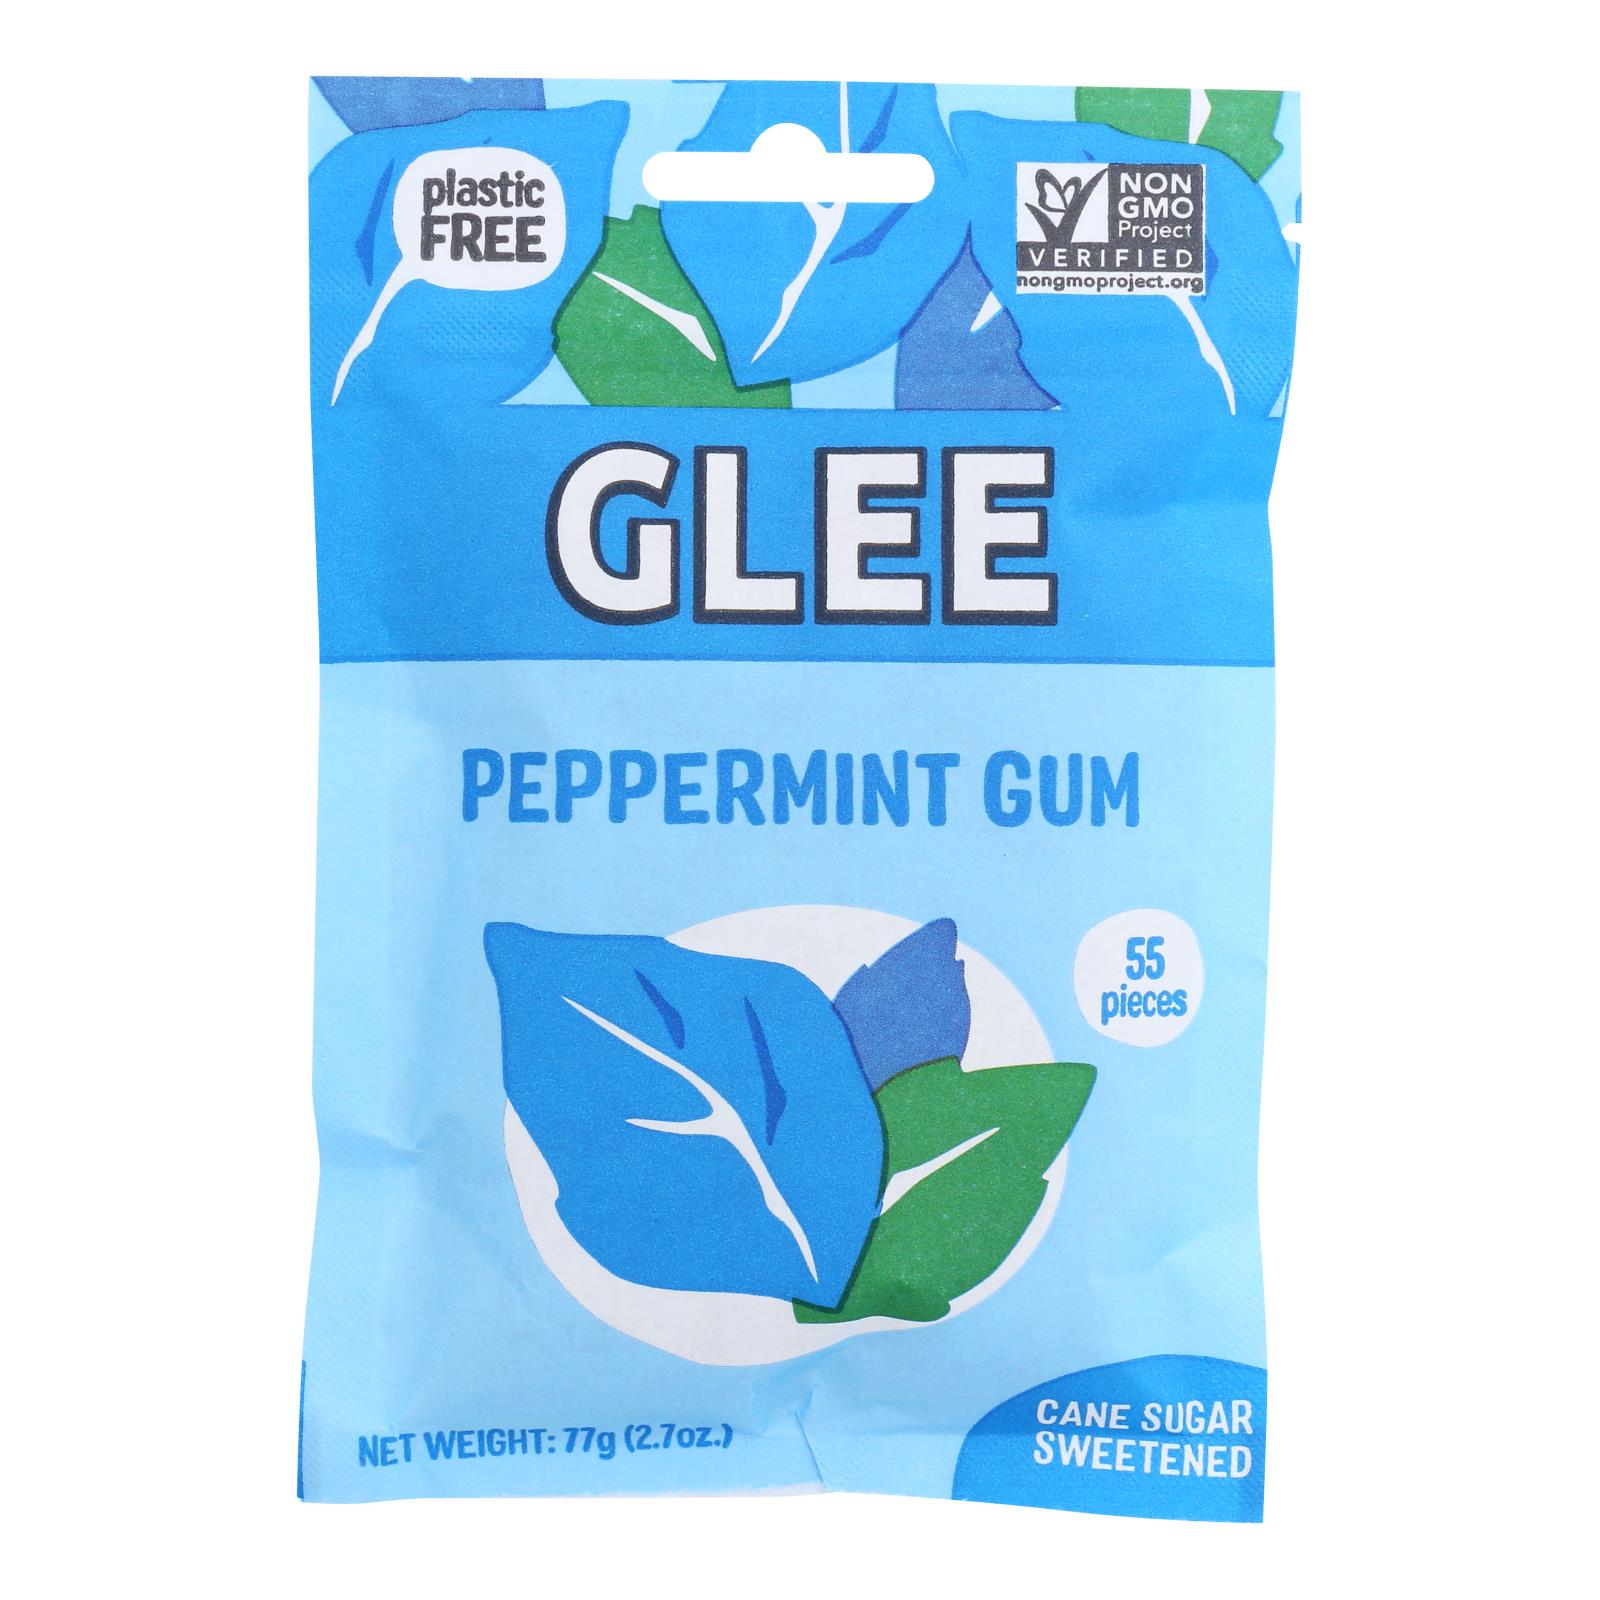 plastic
FREE
NON
GMO
Project
VERIFIED
nongmoproject.org
GLEE
PEPPERMINT GUM
55
pieces
NET WEIGHT: 77g (2.7oz.)
CANE SUGAR
SWEETENED